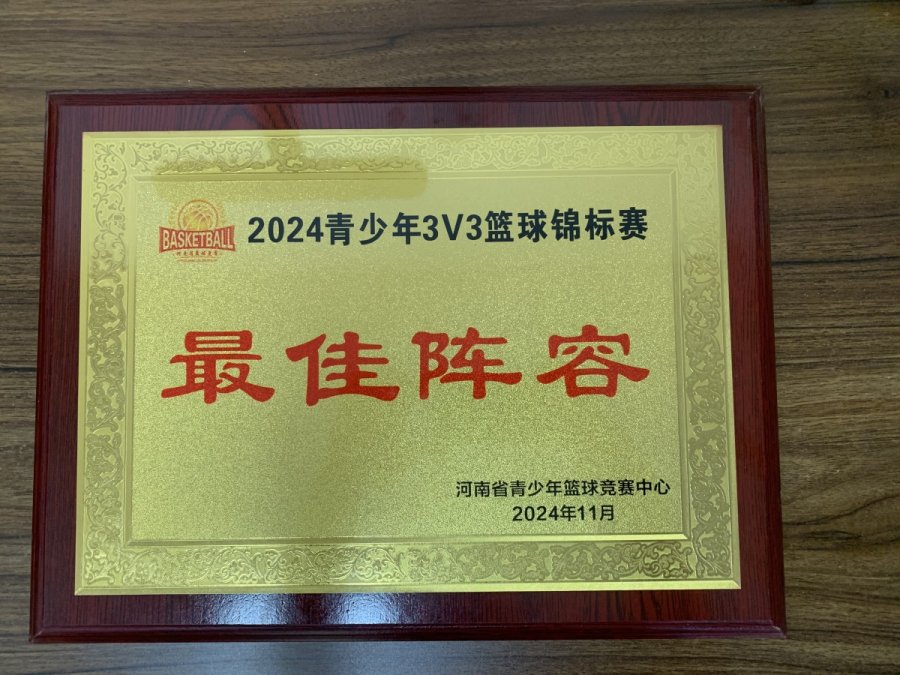 2024青少年3V3篮球锦标赛
BASKETBALL
最佳阵容
河南省青少年篮球竞赛中心
2024年11月